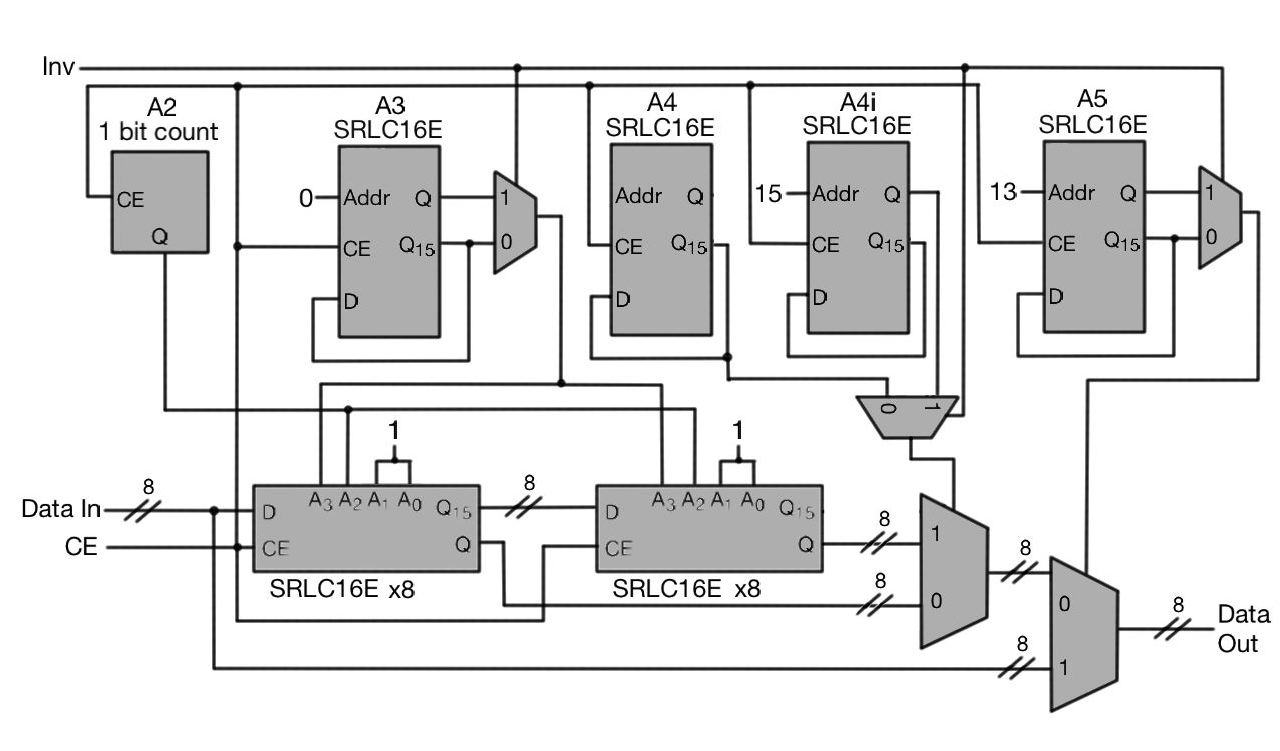 Inv
A2
1 bit count
CE
Q
A3
SRLC16E
0
Addr Q
CE Q15
D
1
0
A4
SRLC16E
Addr Q
CE Q15
D
A4i
SRLC16E
15
Addr Q
CE Q15
D
A5
SRLC16E
13
Addr Q
CE Q15
D
1
0
0 1
1
1
Data In
8
CE
A3 A2 A1 A0 Q15
D
CE
Q
SRLC16E x8
8
A3 A2 A1 A0 Q15
D
CE
Q
SRLC16E x8
8
8
1
0
8
8
0
1
8
Data
Out